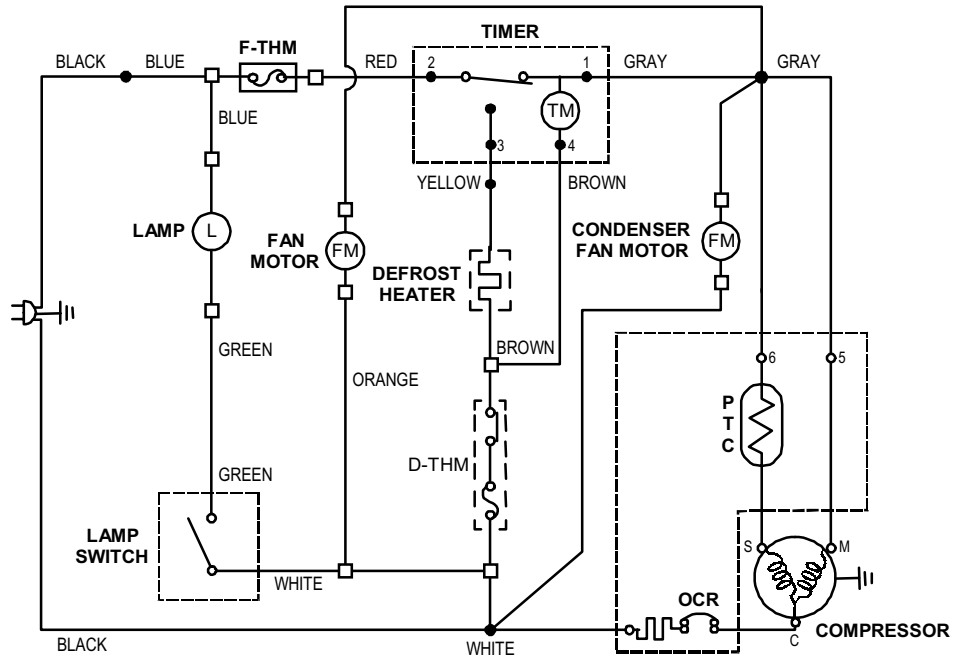 TIMER
F-THM
BLACK
BLUE
RED
2
1
GRAY
GRAY
BLUE
TM
3
4
YELLOW
BROWN
LAMP
L
FAN
MOTOR
FM
CONDENSER
FAN MOTOR
FM
DEFROST
HEATER
GREEN
BROWN
ORANGE
6
5
P
T
C
D-THM
GREEN
LAMP
SWITCH
WHITE
S
M
OCR
C
COMPRESSOR
BLACK
WHITE